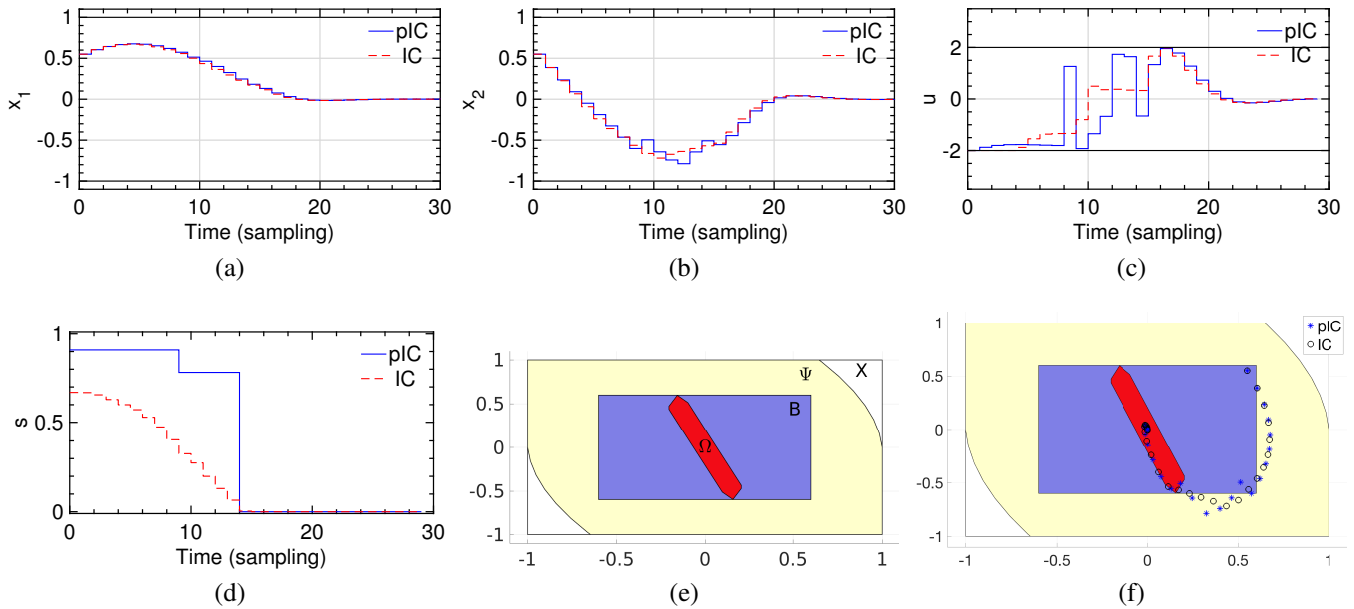 1
0.5
0
-0.5
-1
x1
0 10 20 30
Time (sampling)
pIC
IC
(a)
1
0.5
0
-0.5
-1
x2
0 10 20 30
Time (sampling)
pIC
IC
(b)
2
0
-2
u
0 10 20 30
Time (sampling)
pIC
IC
(c)
1
0.5
0
s
0 10 20 30
Time (sampling)
pIC
IC
(d)
1
0.5
0
-0.5
-1
-1 -0.5 0 0.5 1
Ψ
X
B
Ω
(e)
1
0.5
0
-0.5
-1
-1 -0.5 0 0.5 1
pIC
IC
(f)